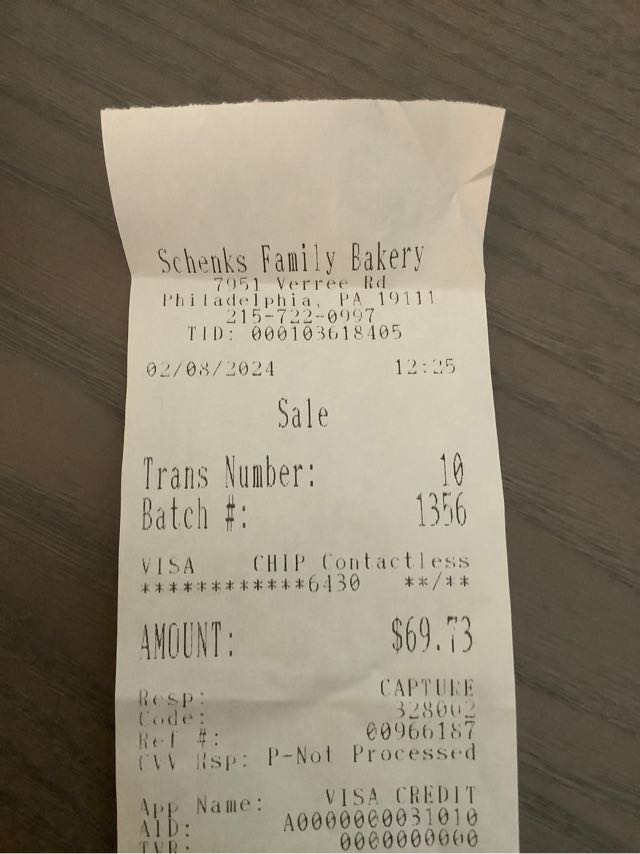 Schenks Family Bakery
7951 Verree Rd
Philadelphia, PA 19111
215-722-0997
TID: 000103618405
02/08/2024 12:25
Sale
Trans Number: 10
Batch #: 1356
VISA CHIP Contactless
************6430 **/**
AMOUNT: $69.73
Resp: CAPTURE
Code: 328002
Ref #: 00966187
CVV Rsp: P-Not Processed
App Name: VISA CREDIT
AID: A0000000031010
TVR: 0000000000